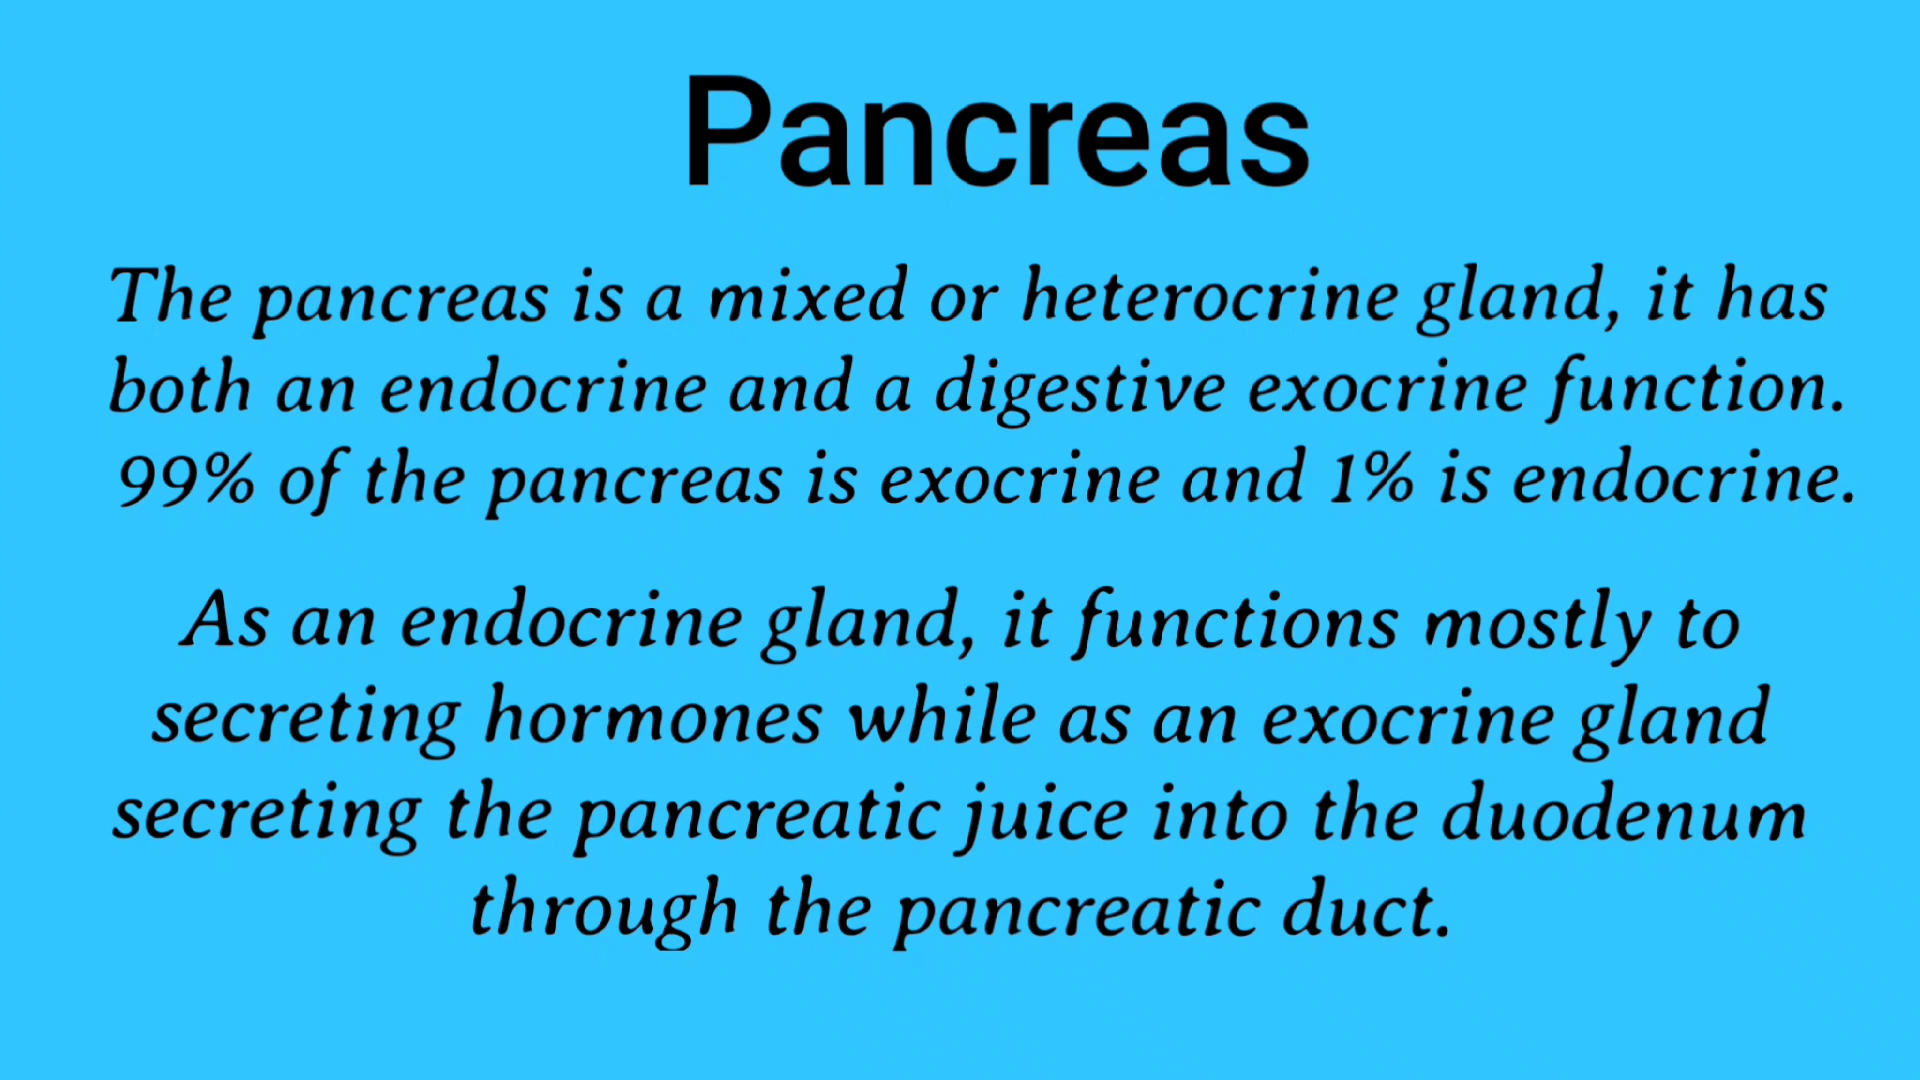 Pancreas
The pancreas is a mixed or heterocrine gland, it has
both an endocrine and a digestive exocrine function.
99% of the pancreas is exocrine and 1% is endocrine.
As an endocrine gland, it functions mostly to
secreting hormones while as an exocrine gland
secreting the pancreatic juice into the duodenum
through the pancreatic duct.